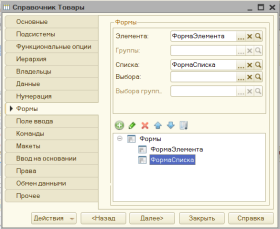 Справочник Товары
Основные
Подсистемы
Функциональные опции
Иерархия
Владельцы
Данные
Нумерация
Формы
Поле ввода
Команды
Макеты
Ввод на основании
Права
Обмен данными
Прочее
Формы
Элемента: ФормаЭлемента
Группы:
Списка: ФормаСписка
Выбора:
Выбора групп.
Формы
ФормаЭлемента
ФормаСписка
Действия <Назад Далее> Закрыть Справка